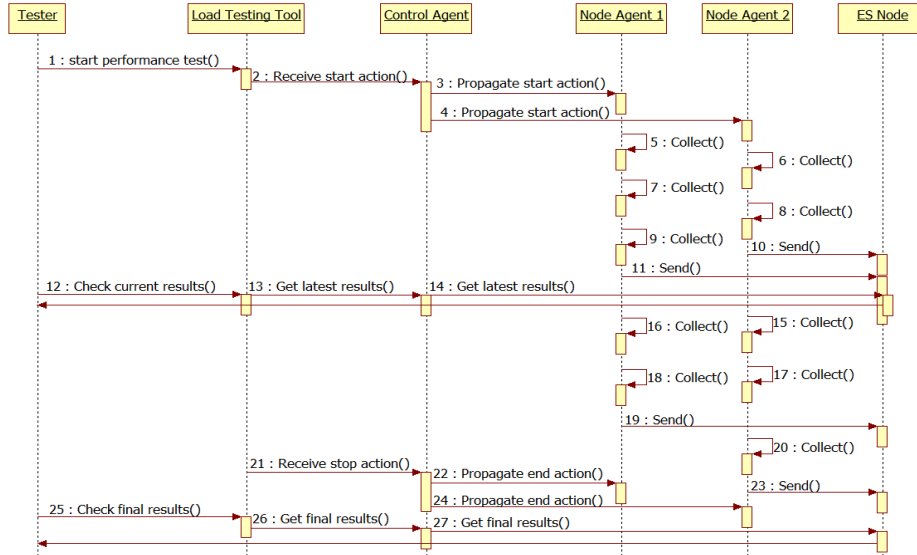 Tester
Load Testing Tool
Control Agent
Node Agent 1
Node Agent 2
ES Node
1 : start performance test()
2 : Receive start action()
3 : Propagate start action()
4 : Propagate start action()
5 : Collect()
6 : Collect()
7 : Collect()
8 : Collect()
9 : Collect()
10 : Send()
11 : Send()
12 : Check current results()
13 : Get latest results()
14 : Get latest results()
15 : Collect()
16 : Collect()
17 : Collect()
18 : Collect()
19 : Send()
20 : Collect()
21 : Receive stop action()
22 : Propagate end action()
23 : Send()
24 : Propagate end action()
25 : Check final results()
26 : Get final results()
27 : Get final results()